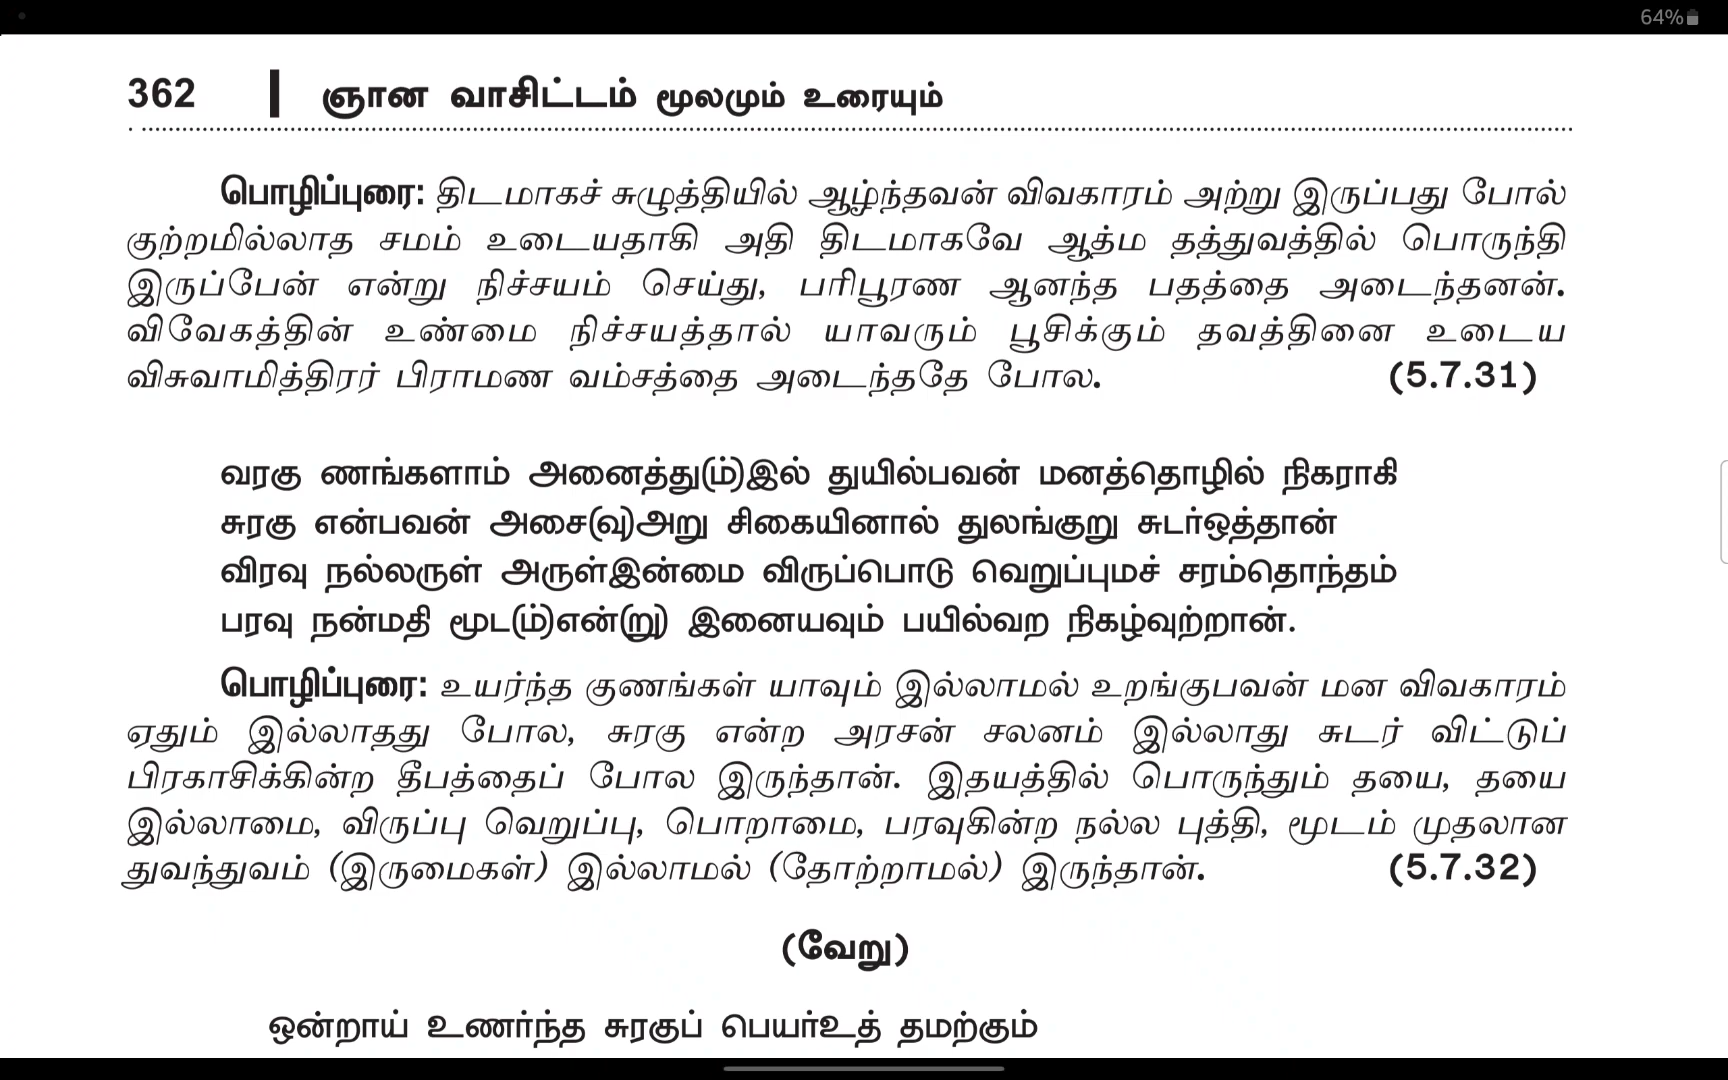 64%
362 ஞான வாசிட்டம் மூலமும் உரையும்
பொழிப்புரை: திடமாகச் சுழுத்தியில் ஆழ்ந்தவன் விவகாரம் அற்று இருப்பது போல்
குற்றமில்லாத சமம் உடையதாகி அதி திடமாகவே ஆத்ம தத்துவத்தில் பொருந்தி
இருப்பேன் என்று நிச்சயம் செய்து, பரிபூரண ஆனந்த பதத்தை அடைந்தனன்.
விவேகத்தின் உண்மை நிச்சயத்தால் யாவரும் பூசிக்கும் தவத்தினை உடைய
விசுவாமித்திரர் பிராமண வம்சத்தை அடைந்ததே போல. (5.7.31)
வரகு ணங்களாம் அனைத்து(ம்)இல் துயில்பவன் மனத்தொழில் நிகராகி
சுரகு என்பவன் அசை(வு)அறு சிகையினால் துலங்குறு சுடர்ஒத்தான்
விரவு நல்லருள் அருள்இன்மை விருப்பொடு வெறுப்புமச் சரம்தொந்தம்
பரவு நன்மதி மூட(ம்)என்(று) இனையவும் பயில்வற நிகழ்வுற்றான்.
பொழிப்புரை: உயர்ந்த குணங்கள் யாவும் இல்லாமல் உறங்குபவன் மன விவகாரம்
ஏதும் இல்லாதது போல, சுரகு என்ற அரசன் சலனம் இல்லாது சுடர் விட்டுப்
பிரகாசிக்கின்ற தீபத்தைப் போல இருந்தான். இதயத்தில் பொருந்தும் தயை, தயை
இல்லாமை, விருப்பு வெறுப்பு, பொறாமை, பரவுகின்ற நல்ல புத்தி, மூடம் முதலான
துவந்துவம் (இருமைகள்) இல்லாமல் (தோற்றாமல்) இருந்தான். (5.7.32)
(வேறு)
ஒன்றாய் உணர்ந்த சுரகுப் பெயர்உத் தமற்கும்